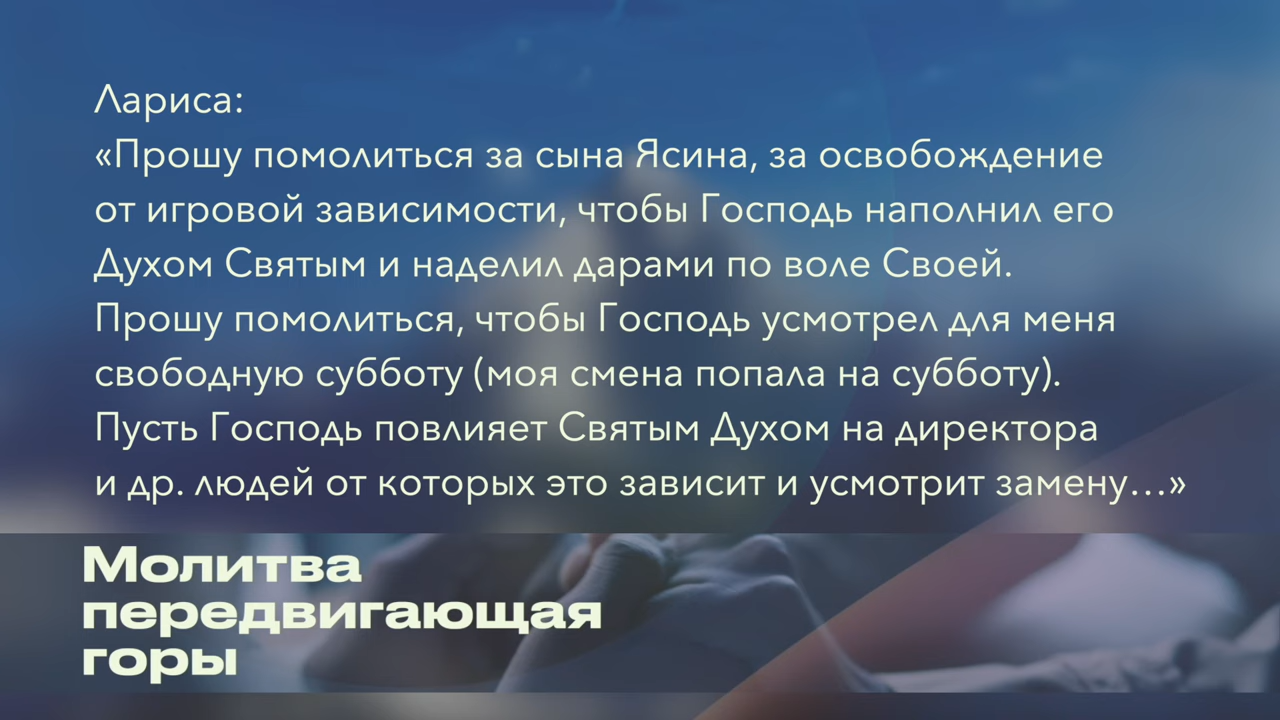 Лариса:
«Прошу помолиться за сына Ясина, за освобождение
от игровой зависимости, чтобы Господь наполнил его
Духом Святым и наделил дарами по воле Своей.
Прошу помолиться, чтобы Господь усмотрел для меня
свободную субботу (моя смена попала на субботу).
Пусть Господь повлияет Святым Духом на директора
и др. людей от которых это зависит и усмотрит замену...»
Молитва
передвигающая
горы